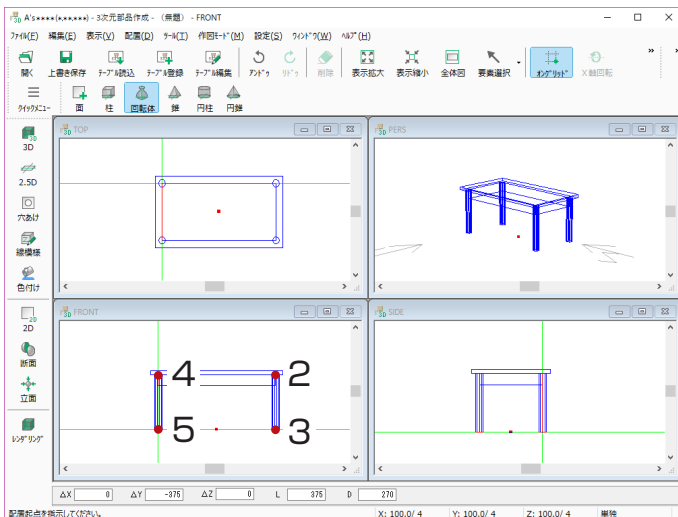 A's****(*.**.***) - 3次元部品作成 - （無題） - FRONT
ﾌｧｲﾙ(F) 編集(E) 表示(V) 配置(D) ﾂｰﾙ(T) 作図ﾓｰﾄﾞ(M) 設定(S) ｳｨﾝﾄﾞｳ(W) ﾍﾙﾌﾟ(H)
開く 上書き保存 ﾃｰﾌﾞﾙ読込 ﾃｰﾌﾞﾙ登録 ﾃｰﾌﾞﾙ編集 ｱﾝﾄﾞｩ ﾘﾄﾞｩ 削除 表示拡大 表示縮小 全体図 要素選択 ｵﾝｸﾞﾘｯﾄﾞ X軸回転
ｸｲｯｸﾒﾆｭｰ 面 柱 回転体 錐 円柱 円錐
3D
2.5D
穴あけ
線模様
色付け
2D
断面
立面
ﾚﾝﾀﾞﾘﾝｸﾞ
TOP
PERS
FRONT
4 2
5 3
SIDE
ΔX 0 ΔY -375 ΔZ 0 L 375 D 270
配置起点を指示してください。 X: 100.0/ 4 Y: 100.0/ 4 Z: 100.0/ 4 単独